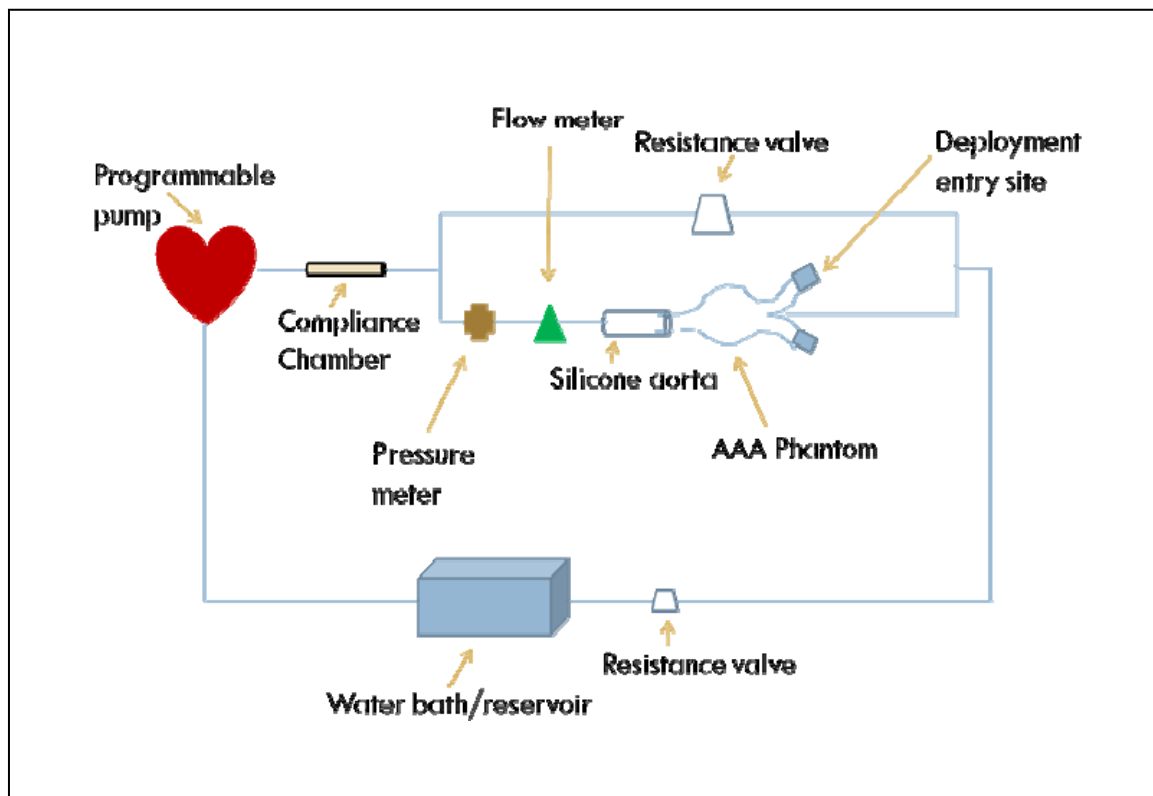 Flow meter
Resistance valve
Deployment
entry site
Programmable
pump
Compliance
Chamber
Silicone aorta
Pressure
meter
AAA Phantom
Resistance valve
Water bath/reservoir